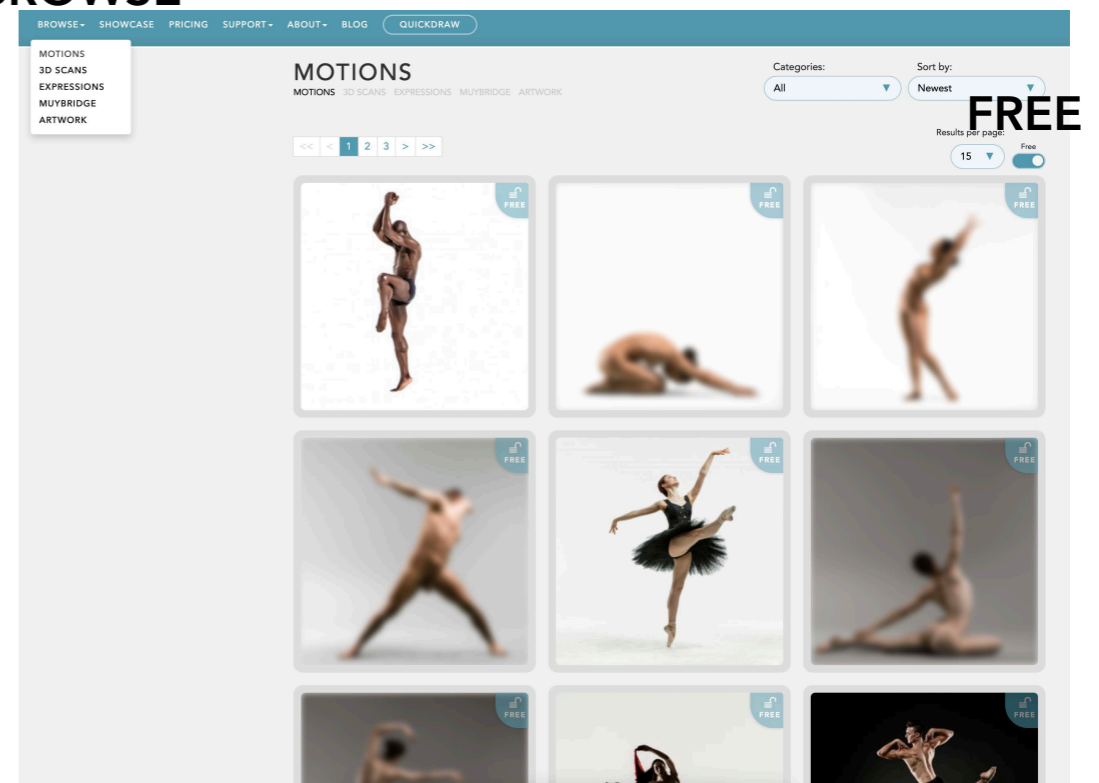 BROWSE
BROWSE SHOWCASE PRICING SUPPORT ABOUT BLOG QUICKDRAW
MOTIONS
3D SCANS
EXPRESSIONS
MUYBRIDGE
ARTWORK
MOTIONS
MOTIONS 3D SCANS EXPRESSIONS MUYBRIDGE ARTWORK
Categories: Sort by:
All Newest
FREE
Results per page:
Free
15
<< < 1 2 3 > >>
FREE FREE FREE
FREE FREE FREE
FREE FREE FREE